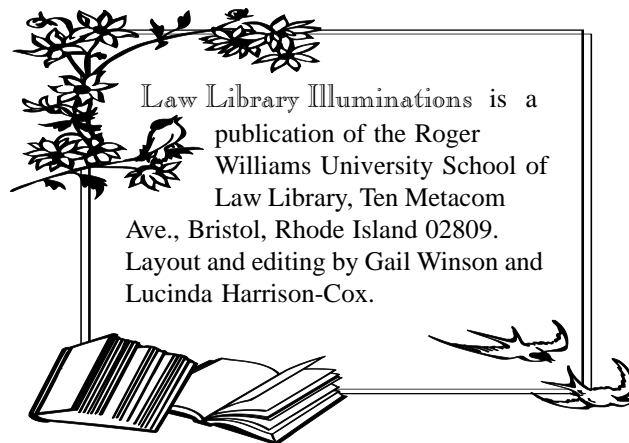 Law Library Illuminations is a
publication of the Roger
Williams University School of
Law Library, Ten Metacom
Ave., Bristol, Rhode Island 02809.
Layout and editing by Gail Winson and
Lucinda Harrison-Cox.